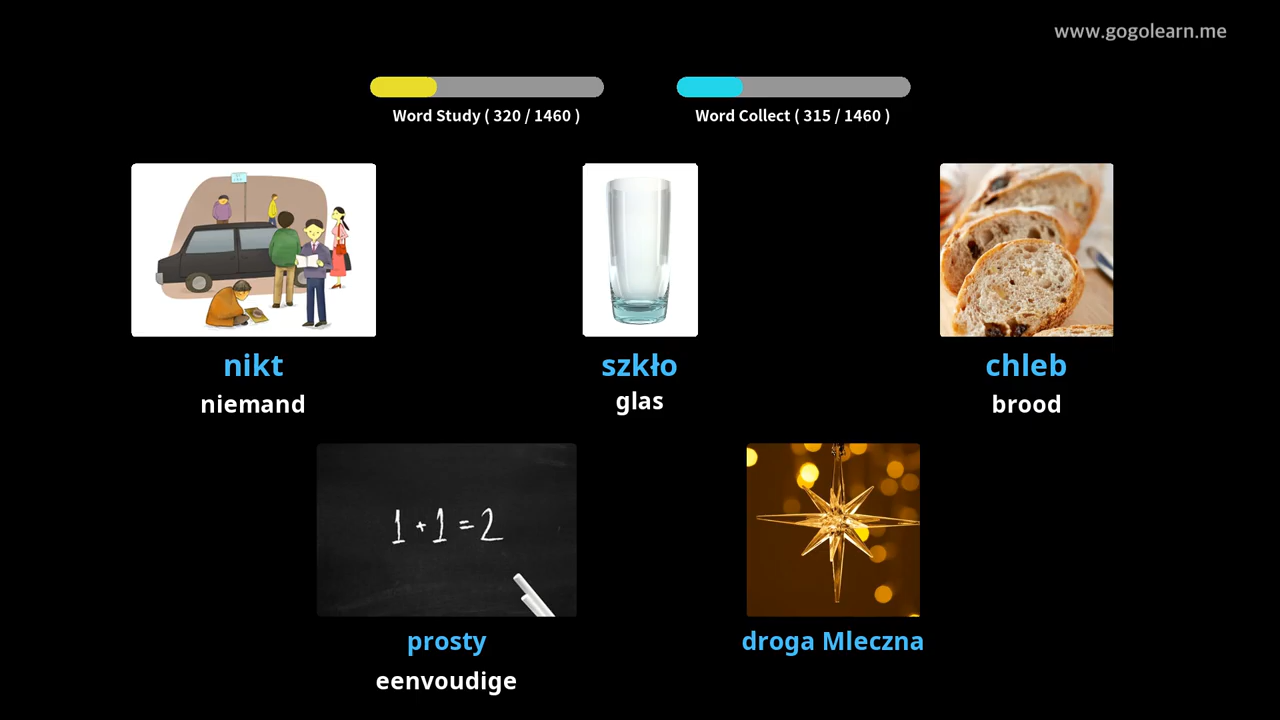 www.gogolearn.me
Word Study ( 320 / 1460 )
Word Collect ( 315 / 1460 )
nikt
niemand
szkło
glas
chleb
brood
1 + 1 = 2
prosty
eenvoudige
droga Mleczna